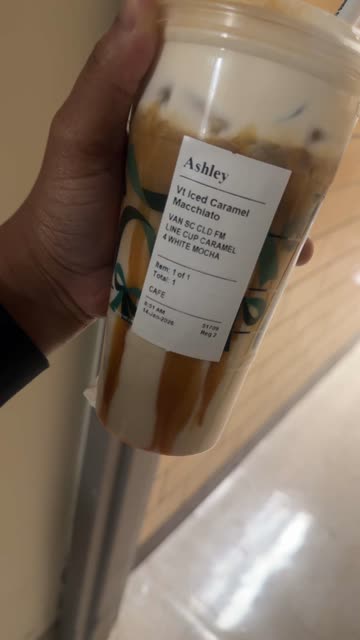 Ashley
Vt Iced Caramel
Macchiato
VAN SC CLD FM
LINE CUP CARAMEL
4 WHITE MOCHA
Item: 1 of 1
Total: 1
CAFE
Reg 2